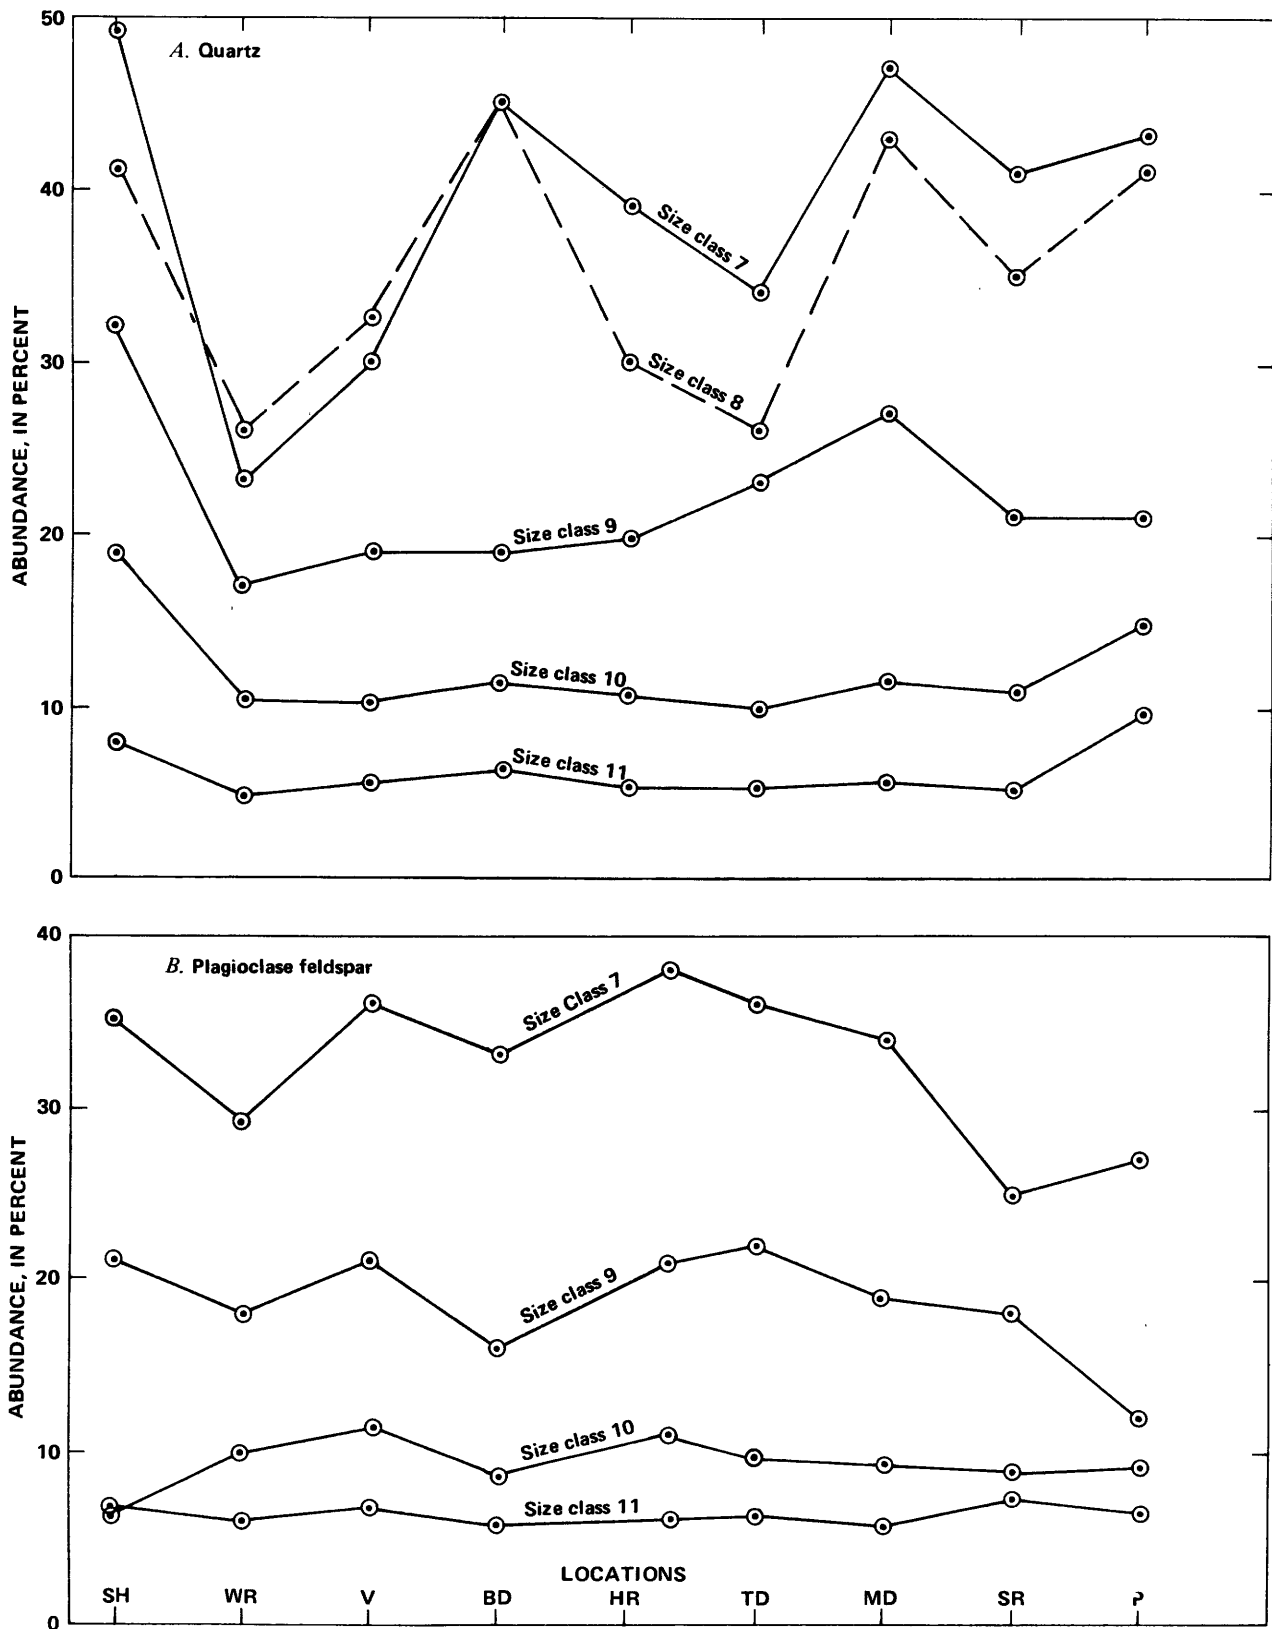 50
A. Quartz
40
Size class 7
30
Size class 8
20
Size class 9
10
Size class 10
Size class 11
0
ABUNDANCE, IN PERCENT
40
B. Plagioclase feldspar
Size Class 7
30
20
Size class 9
10
Size class 10
Size class 11
0
ABUNDANCE, IN PERCENT
LOCATIONS
SH WR V BD HR TD MD SR